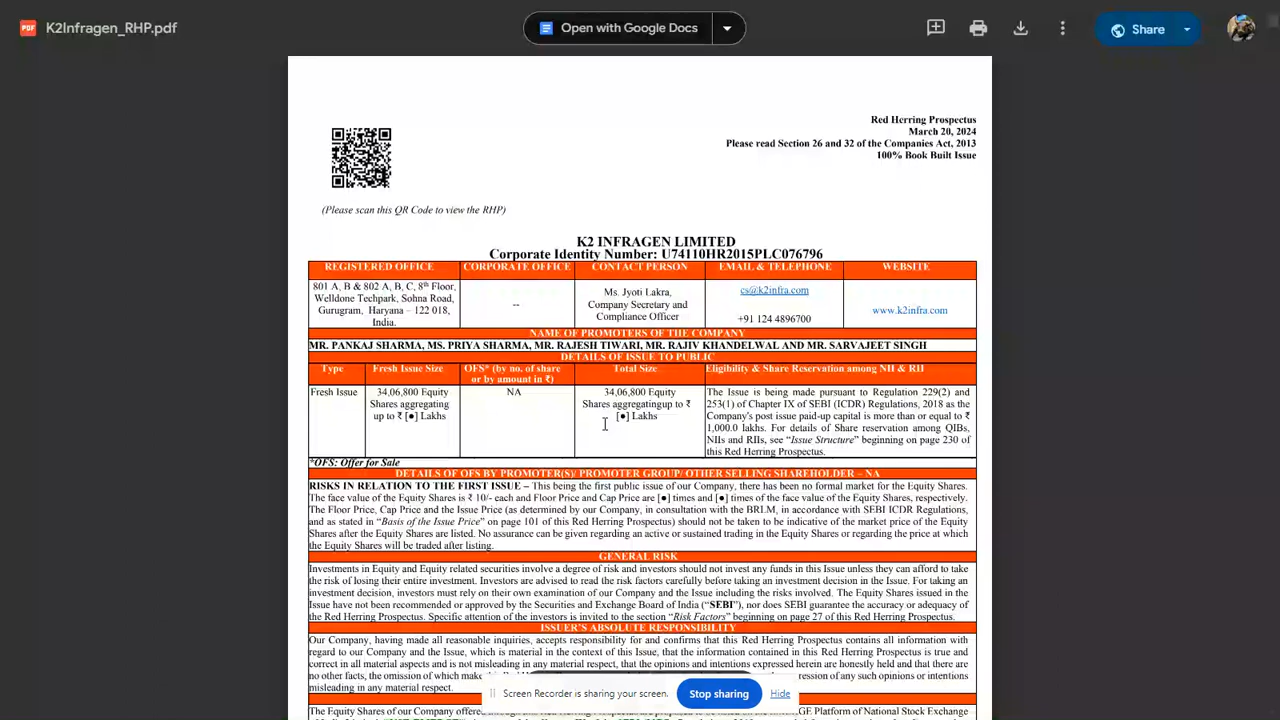 K2Infragen_RHP.pdf
Open with Google Docs
Share
Red Herring Prospectus
March 20, 2024
Please read Section 26 and 32 of the Companies Act, 2013
100% Book Built Issue
(Please scan this QR Code to view the RHP)
K2 INFRAGEN LIMITED
Corporate Identity Number: U74110HR2015PLC076796
REGISTERED OFFICE CORPORATE OFFICE CONTACT PERSON EMAIL & TELEPHONE WEBSITE
801 A, B & 802 A, B, C, 8th Floor,
Welldone Techpark, Sohna Road,
Gurugram, Haryana – 122 018,
India.
--
Ms. Jyoti Lakra,
Company Secretary and
Compliance Officer
cs@k2infra.com
+91 124 4896700
www.k2infra.com
NAME OF PROMOTERS OF THE COMPANY
MR. PANKAJ SHARMA, MS. PRIYA SHARMA, MR. RAJESH TIWARI, MR. RAJIV KHANDELWAL AND MR. SARVAJEET SINGH
DETAILS OF ISSUE TO PUBLIC
Type
Fresh Issue Size
OFS* (by no. of share
or by amount in ₹)
Total Size
Eligibility & Share Reservation among NII & RII
Fresh Issue
34,06,800 Equity
Shares aggregating
up to ₹ [●] Lakhs
NA
34,06,800 Equity
Shares aggregatingup to ₹
[●] Lakhs
The Issue is being made pursuant to Regulation 229(2) and
253(1) of Chapter IX of SEBI (ICDR) Regulations, 2018 as the
Company's post issue paid-up capital is more than or equal to ₹
1,000.0 lakhs. For details of Share reservation among QIBs,
NIIs and RIIs, see “Issue Structure” beginning on page 230 of
this Red Herring Prospectus.
*OFS: Offer for Sale
DETAILS OF OFS BY PROMOTER(S)/ PROMOTER GROUP/ OTHER SELLING SHAREHOLDER – NA
RISKS IN RELATION TO THE FIRST ISSUE – This being the first public issue of our Company, there has been no formal market for the Equity Shares.
The face value of the Equity Shares is ₹ 10/- each and Floor Price and Cap Price are [●] times and [●] times of the face value of the Equity Shares, respectively.
The Floor Price, Cap Price and the Issue Price (as determined by our Company, in consultation with the BRLM, in accordance with SEBI ICDR Regulations,
and as stated in “Basis of the Issue Price” on page 101 of this Red Herring Prospectus) should not be taken to be indicative of the market price of the Equity
Shares after the Equity Shares are listed. No assurance can be given regarding an active or sustained trading in the Equity Shares or regarding the price at which
the Equity Shares will be traded after listing.
GENERAL RISK
Investments in Equity and Equity related securities involve a degree of risk and investors should not invest any funds in this Issue unless they can afford to take
the risk of losing their entire investment. Investors are advised to read the risk factors carefully before taking an investment decision in the Issue. For taking an
investment decision, investors must rely on their own examination of our Company and the Issue including the risks involved. The Equity Shares issued in the
Issue have not been recommended or approved by the Securities and Exchange Board of India (“SEBI”), nor does SEBI guarantee the accuracy or adequacy of
the Red Herring Prospectus. Specific attention of the investors is invited to the section “Risk Factors” beginning on page 27 of this Red Herring Prospectus.
ISSUER'S ABSOLUTE RESPONSIBILITY
Our Company, having made all reasonable inquiries, accepts responsibility for and confirms that this Red Herring Prospectus contains all information with
regard to our Company and the Issue, which is material in the context of this Issue, that the information contained in this Red Herring Prospectus is true and
correct in all material aspects and is not misleading in any material respect, that the opinions and intentions expressed herein are honestly held and that there are
no other facts, the omission of which make ression of any such opinions or intentions
misleading in any material respect.
Screen Recorder is sharing your screen.
Stop sharing
Hide
The Equity Shares of our Company offered Platform of National Stock Exchange